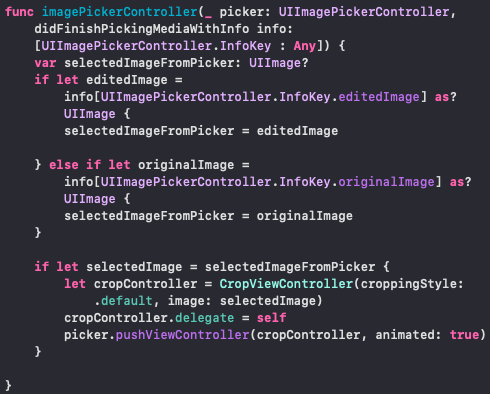 func imagePickerController(_ picker: UIImagePickerController,
didFinishPickingMediaWithInfo info:
[UIImagePickerController.InfoKey : Any]) {
var selectedImageFromPicker: UIImage?
if let editedImage =
info[UIImagePickerController.InfoKey.editedImage] as?
UIImage {
selectedImageFromPicker = editedImage
} else if let originalImage =
info[UIImagePickerController.InfoKey.originalImage] as?
UIImage {
selectedImageFromPicker = originalImage
}
if let selectedImage = selectedImageFromPicker {
let cropController = CropViewController(croppingStyle:
.default, image: selectedImage)
cropController.delegate = self
picker.pushViewController(cropController, animated: true)
}
}